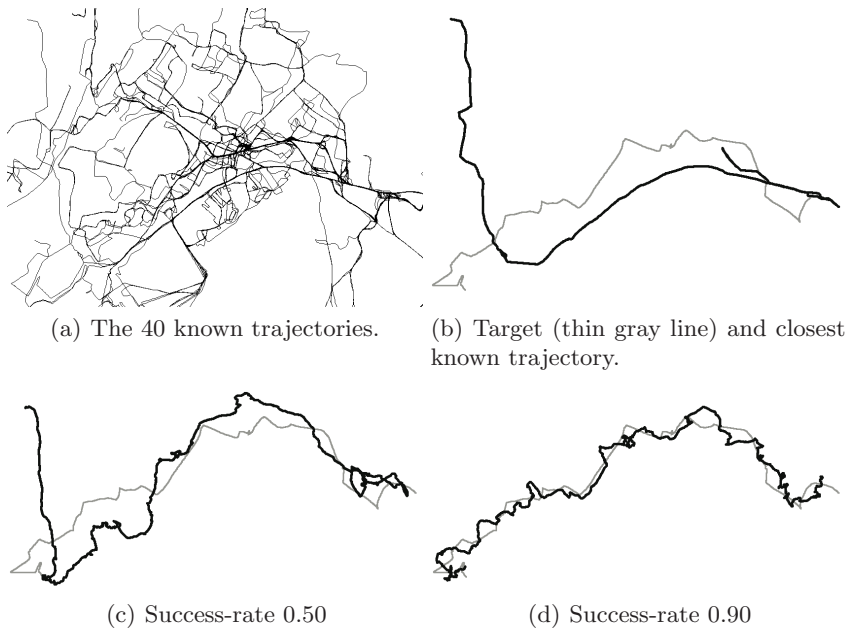 (a) The 40 known trajectories.
(b) Target (thin gray line) and closest
known trajectory.
(c) Success-rate 0.50
(d) Success-rate 0.90